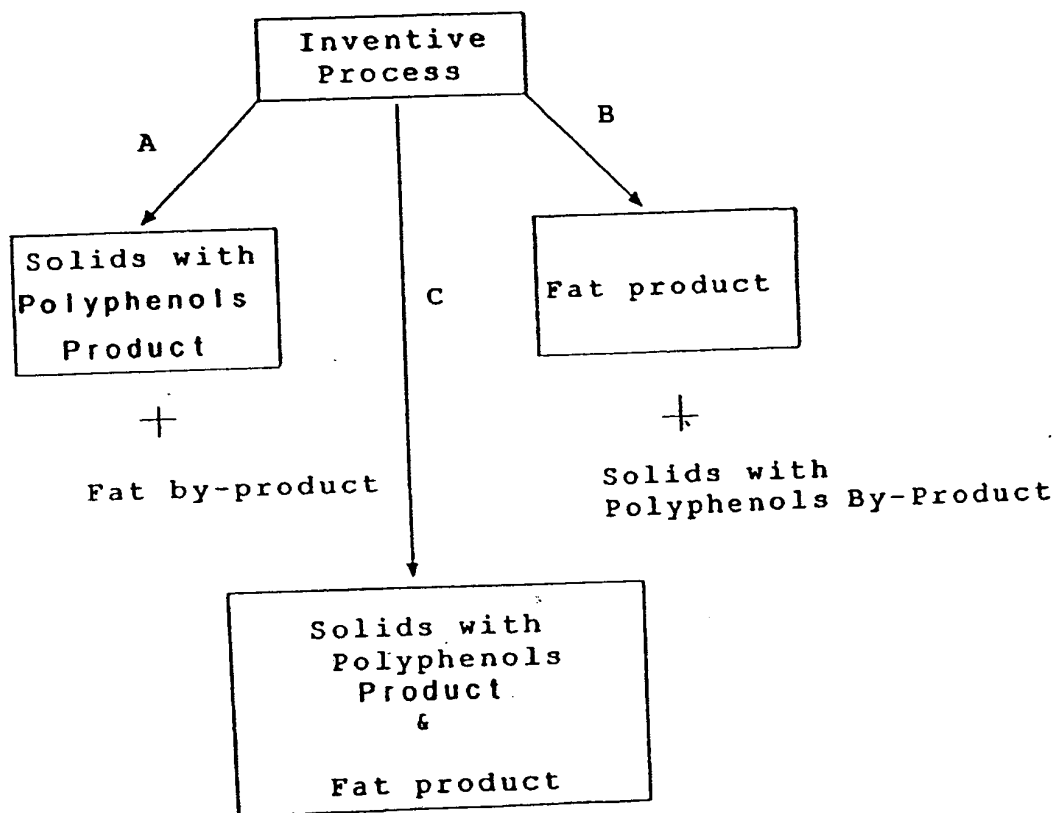 Inventive
Process
A
B
Solids with
Polyphenols
Product
C
Fat product
+
+
Fat by-product
Solids with
Polyphenols By-Product
Solids with
Polyphenols
Product
&
Fat product